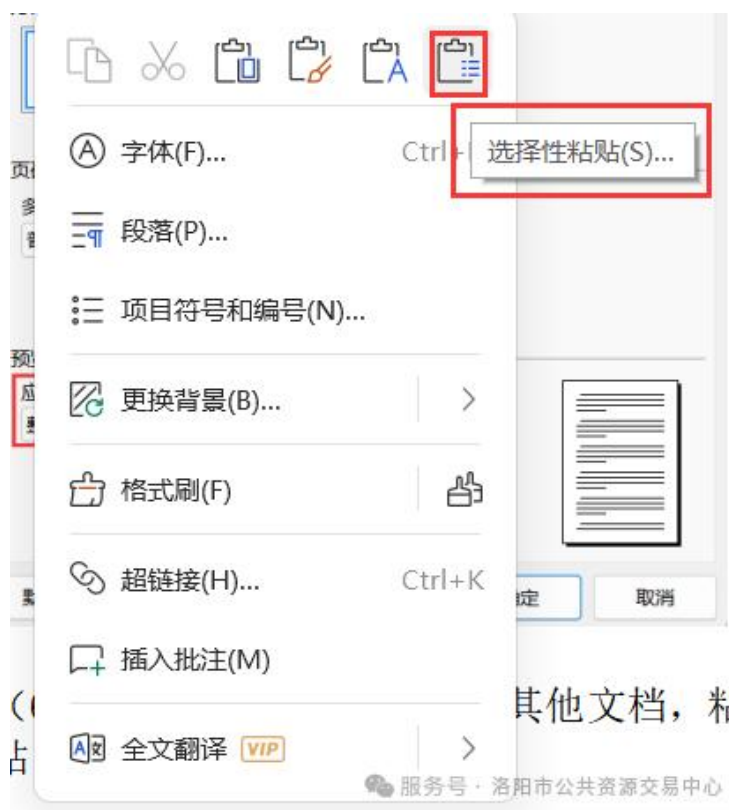 字体(F)...
Ctrl+
选择性粘贴(S)...
段落(P)...
项目符号和编号(N)...
更换背景(B)...
格式刷(F)
超链接(H)...
Ctrl+K
取消
插入批注(M)
其他文档，
全文翻译 VIP
服务号 · 洛阳市公共资源交易中心